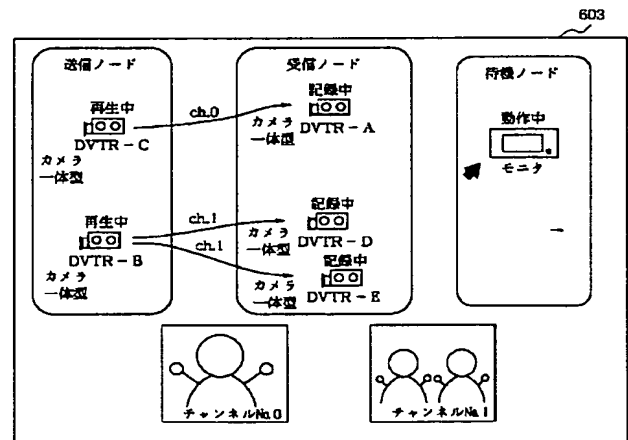 603
送信ノード
再生中
DVTR-C
カメラ
一体型
再生中
DVTR-B
カメラ
一体型
ch.0
ch.1
ch.1
受信ノード
記録中
カメラ
一体型
DVTR-A
記録中
カメラ
一体型
DVTR-D
記録中
カメラ
一体型
DVTR-E
待機ノード
動作中
モニタ
チャンネルNo.0
チャンネルNo.1